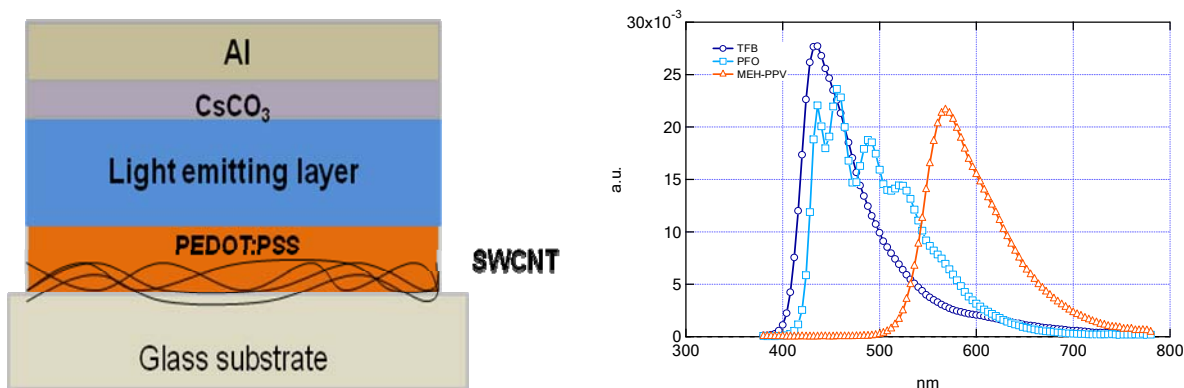 Al
CsCO₃
Light emitting layer
PEDOT:PSS
SWCNT
Glass substrate
30x10⁻³
25
20
15
10
5
0
a.u.
TFB
PFO
MEH-PPV
300 400 500 600 700 800
nm